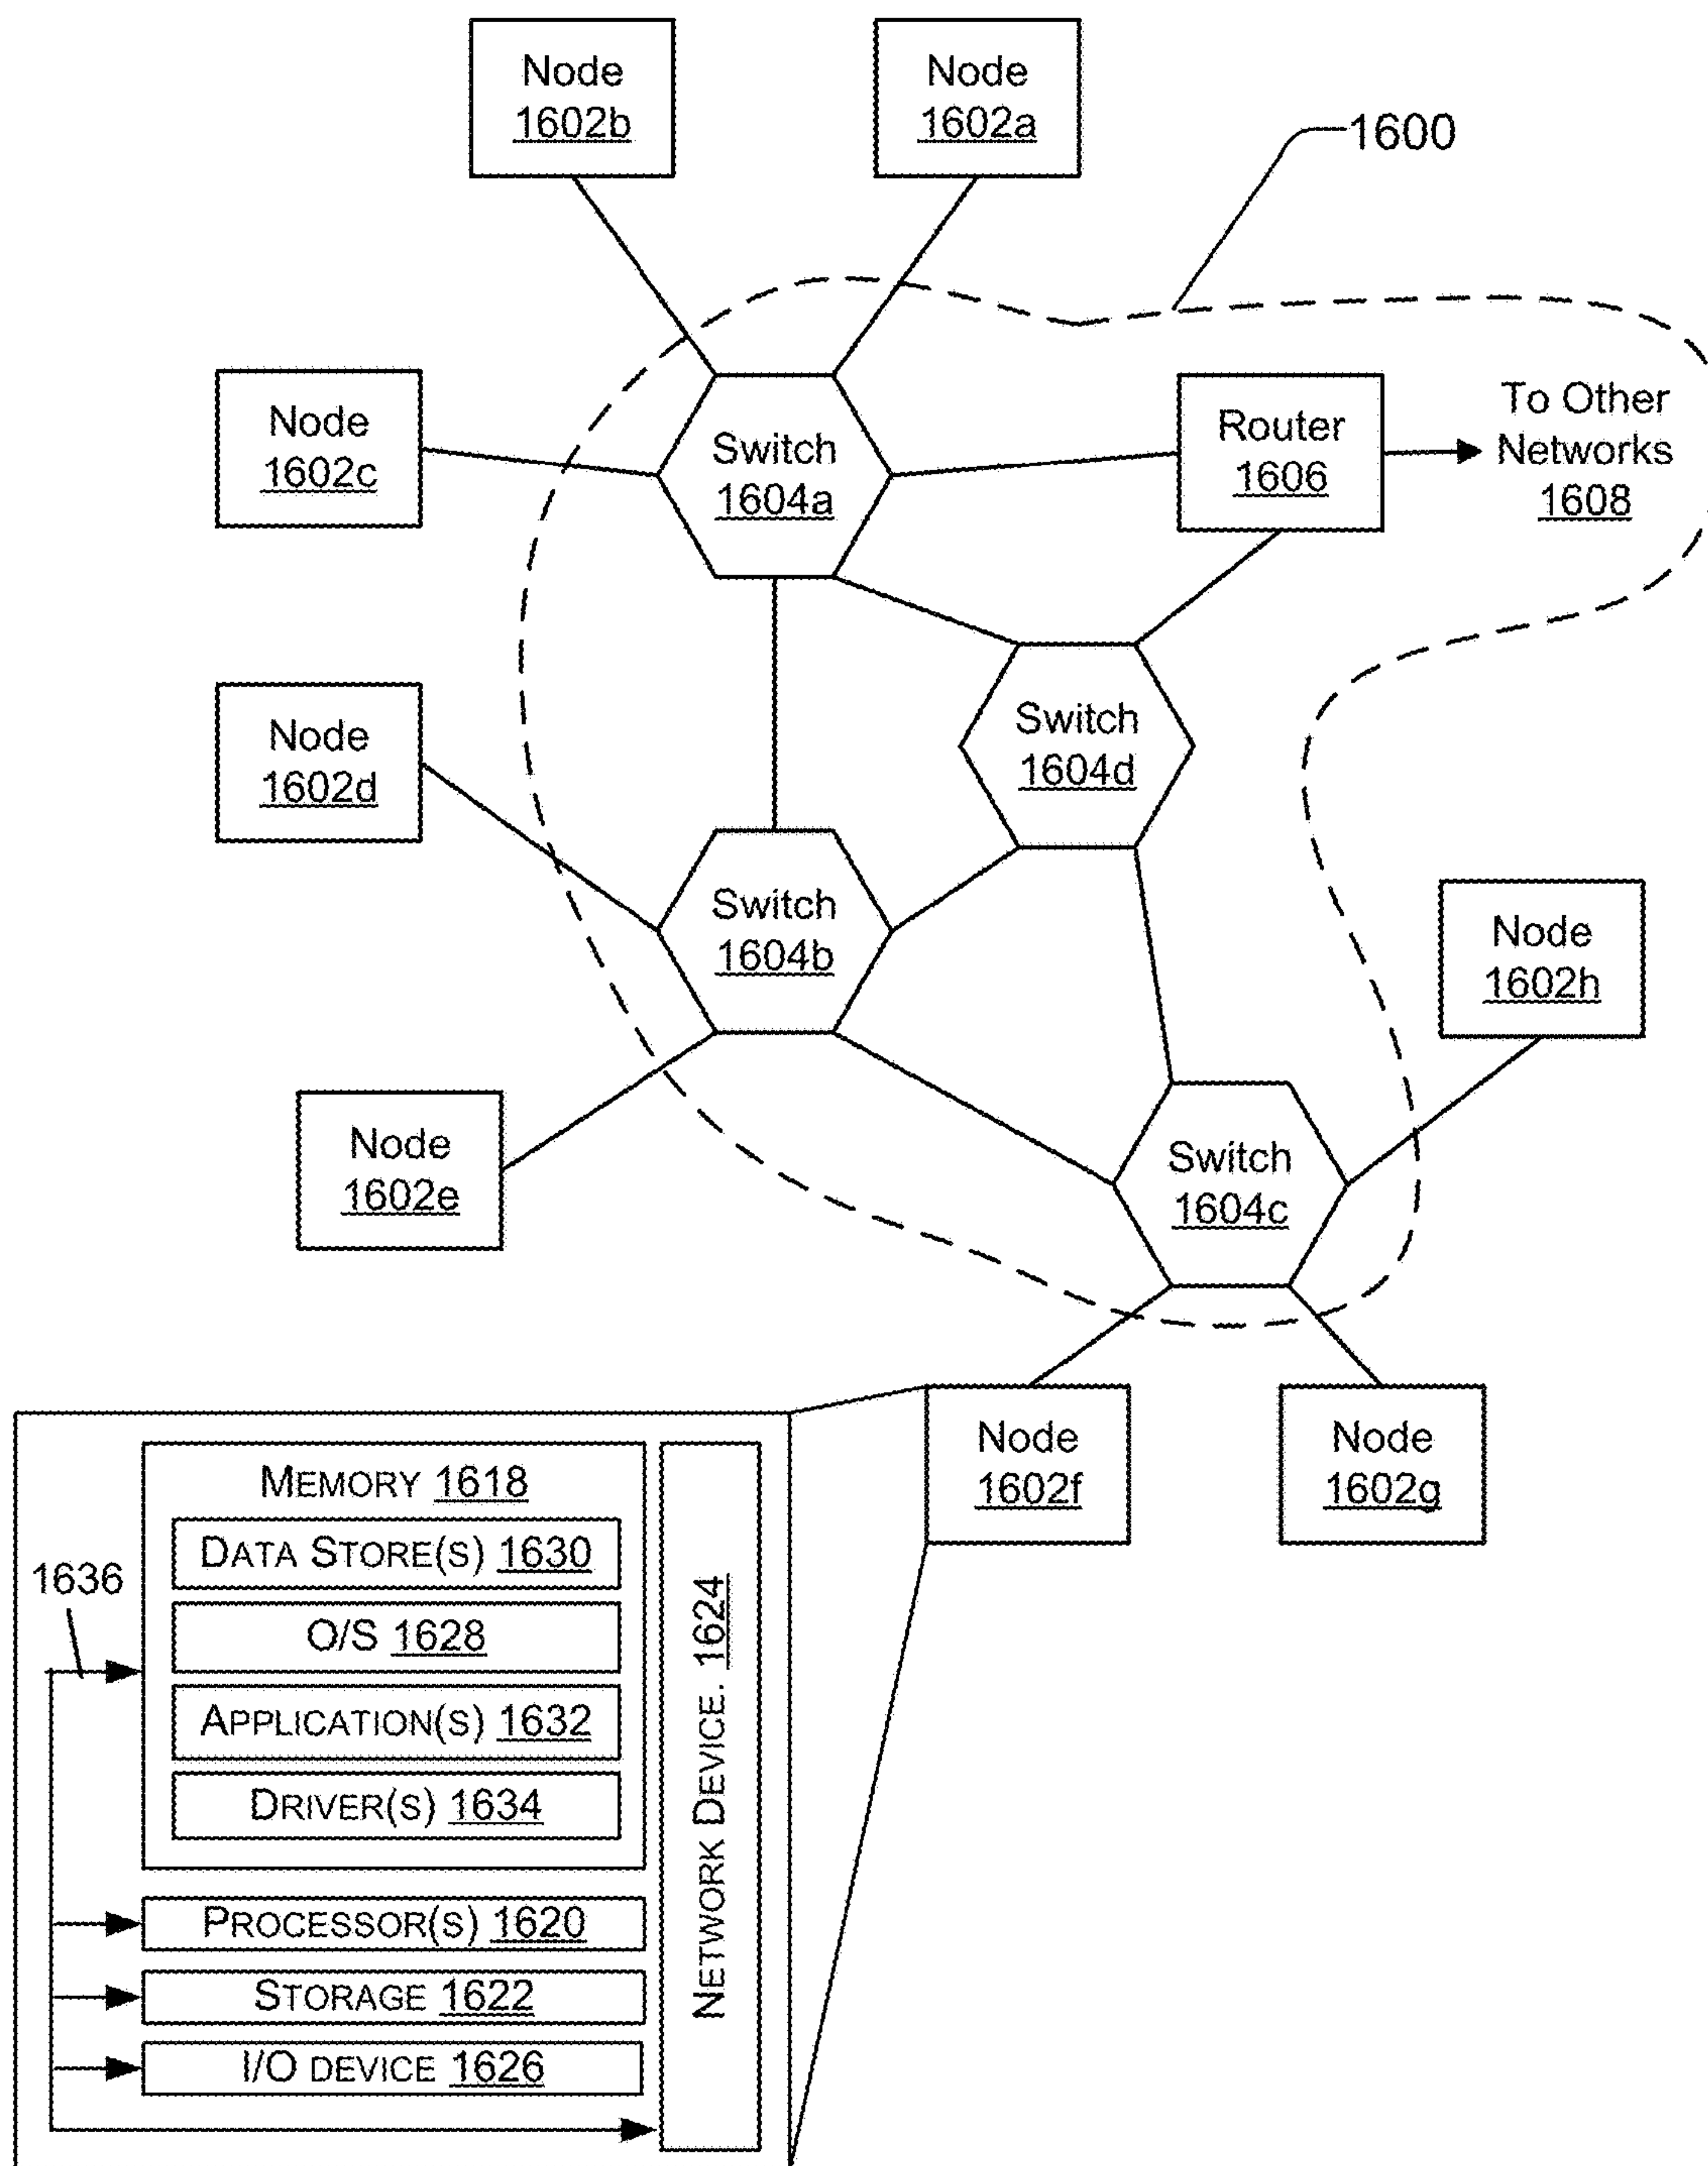 Node
1602b
Node
1602a
1600
Node
1602c
Switch
1604a
Router
1606
To Other
Networks
1608
Node
1602d
Switch
1604d
Switch
1604b
Node
1602h
Node
1602e
Switch
1604c
Node
1602f
Node
1602g
MEMORY 1618
DATA STORE(S) 1630
1636
O/S 1628
APPLICATION(S) 1632
DRIVER(S) 1634
NETWORK DEVICE. 1624
PROCESSOR(S) 1620
STORAGE 1622
I/O DEVICE 1626